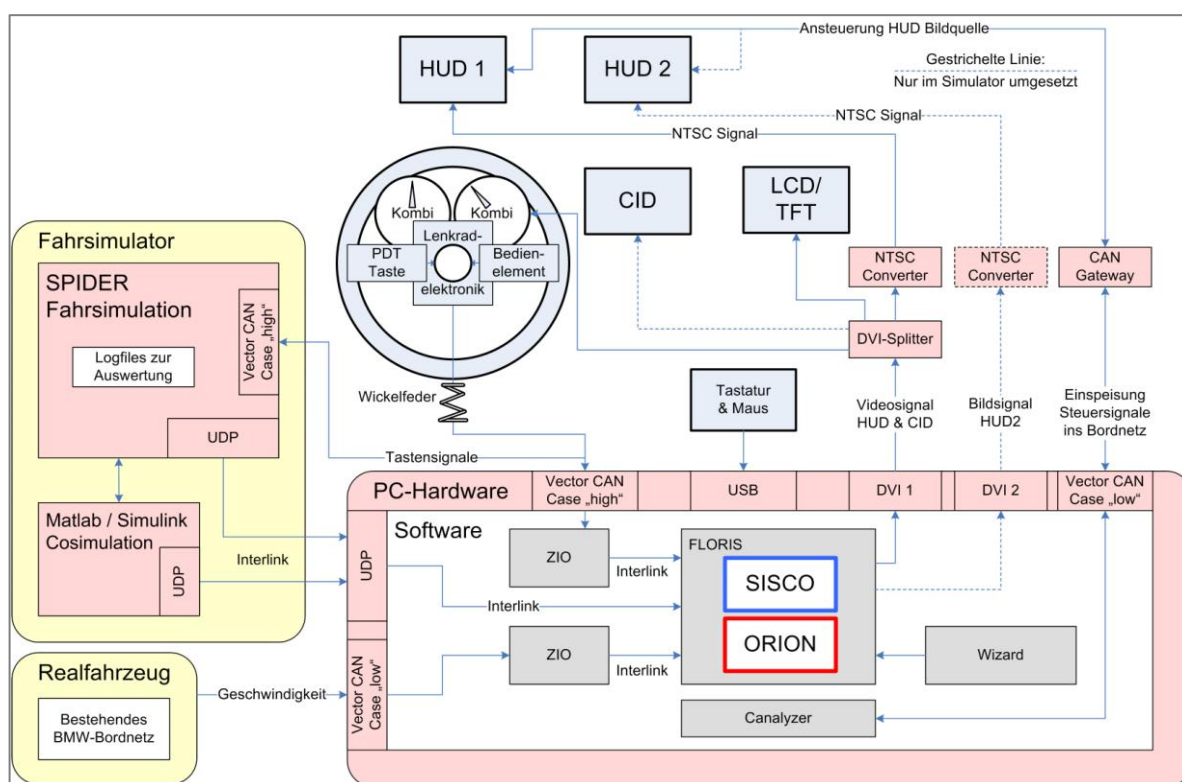 Ansteuerung HUD Bildquelle
HUD 1
HUD 2
Gestrichelte Linie:
Nur im Simulator umgesetzt
NTSC Signal
NTSC Signal
CID
LCD/
TFT
Kombi
Kombi
Lenkrad-
elektronik
PDT
Taste
Bedien-
element
NTSC
Converter
NTSC
Converter
CAN
Gateway
DVI-Splitter
Fahrsimulator
SPIDER
Fahrsimulation
Vector CAN
Case „high“
Logfiles zur
Auswertung
UDP
Matlab / Simulink
Cosimulation
UDP
Interlink
Wickelfeder
Tastensignale
Tastatur
& Maus
Videosignal
HUD & CID
Bildsignal
HUD2
Einspeisung
Steuersignale
ins Bordnetz
PC-Hardware
Vector CAN
Case „high“
USB
DVI 1
DVI 2
Vector CAN
Case „low“
Software
UDP
ZIO
Interlink
FLORIS
SISCO
ORION
Interlink
ZIO
Interlink
Wizard
Canalyzer
Vector CAN
Case „low“
Realfahrzeug
Geschwindigkeit
Bestehendes
BMW-Bordnetz